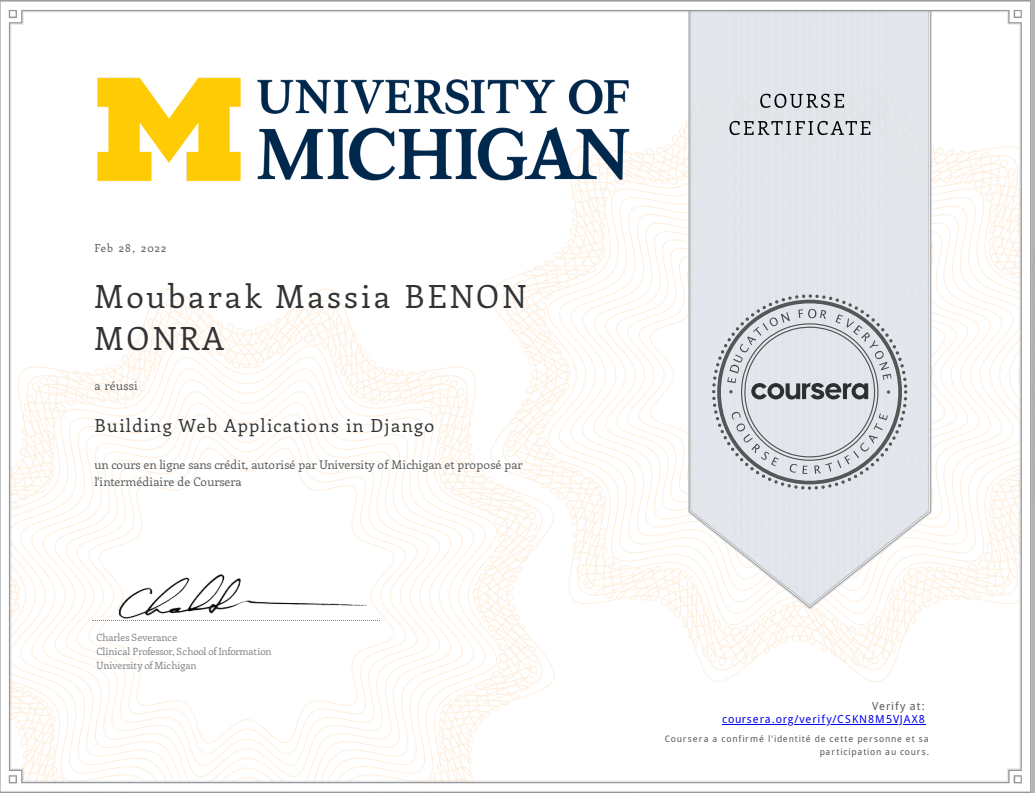 UNIVERSITY OF
MICHIGAN
COURSE
CERTIFICATE
Feb 28, 2022
Moubarak Massia BENON
MONRA
a réussi
Building Web Applications in Django
un cours en ligne sans crédit, autorisé par University of Michigan et proposé par
l'intermédiaire de Coursera
EDUCATION FOR EVERYONE
coursera
COURSE CERTIFICATE
Charles Severance
Clinical Professor, School of Information
University of Michigan
Verify at:
coursera.org/verify/CSKN8M5VJAX8
Coursera a confirmé l'identité de cette personne et sa
participation au cours.